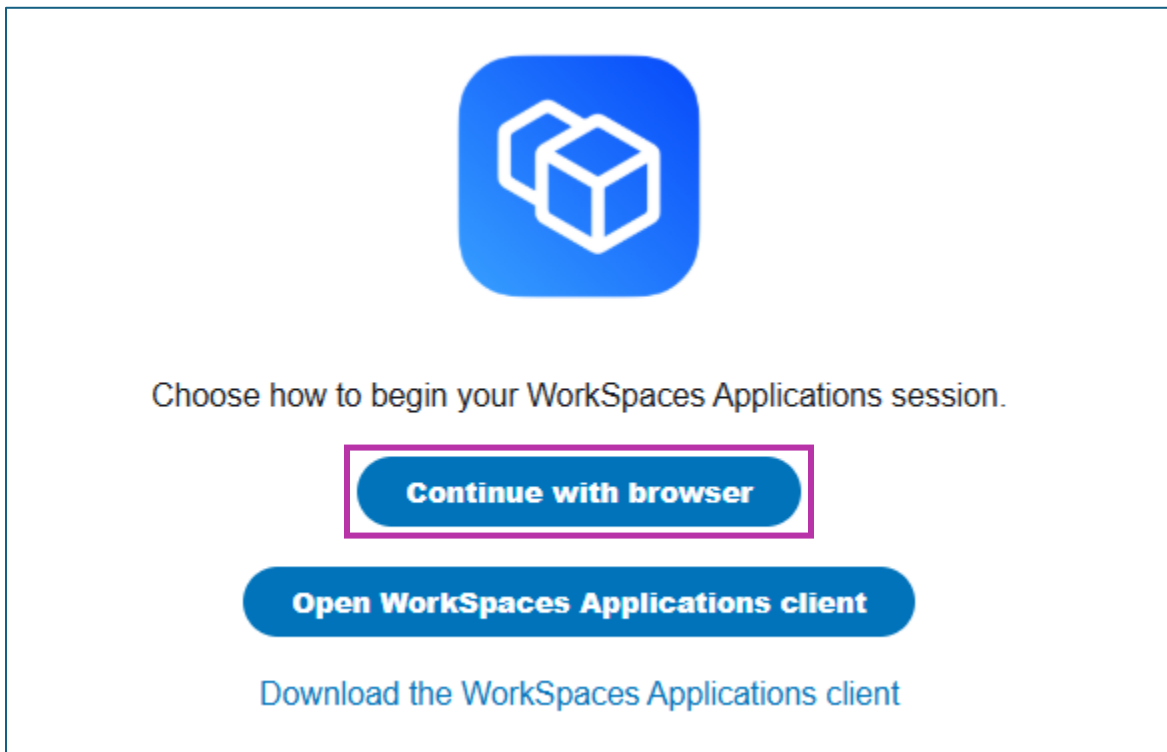 Choose how to begin your WorkSpaces Applications session.
Continue with browser
Open WorkSpaces Applications client
Download the WorkSpaces Applications client